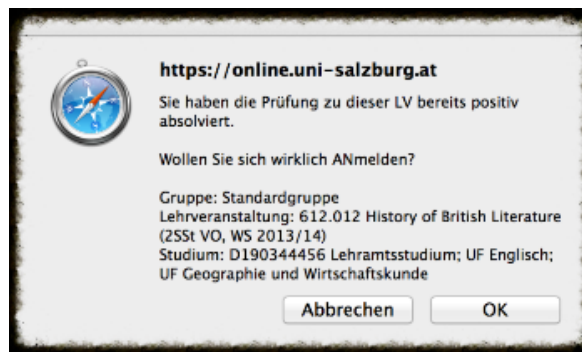 https://online.uni-salzburg.at
Sie haben die Prüfung zu dieser LV bereits positiv
absolviert.
Wollen Sie sich wirklich ANmelden?
Gruppe: Standardgruppe
Lehrveranstaltung: 612.012 History of British Literature
(2SSt VO, WS 2013/14)
Studium: D190344456 Lehramtsstudium; UF Englisch;
UF Geographie und Wirtschaftskunde
Abbrechen OK